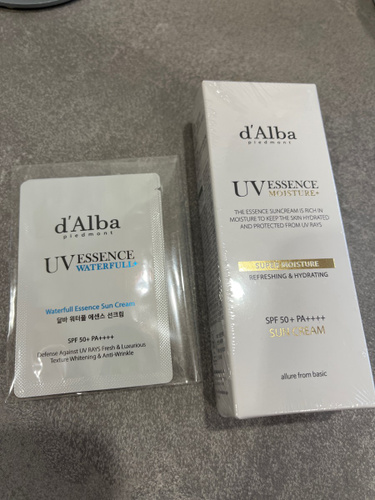 d'Alba
piedmont
UV ESSENCE
WATERFULL+
Waterfull Essence Sun Cream
달바 워터풀 에센스 선크림
SPF 50+ PA++++
Defense Against UV RAYS Fresh & Luxurious
Texture Whitening & Anti-Wrinkle
d'Alba
piedmont
UV ESSENCE
MOISTURE+
THE ESSENCE SUNCREAM IS RICH IN
MOISTURE TO KEEP THE SKIN HYDRATED
AND PROTECTED FROM UV RAYS
SUPER MOISTURE
REFRESHING & HYDRATING
SPF 50+ PA++++
SUN CREAM
allure from basic